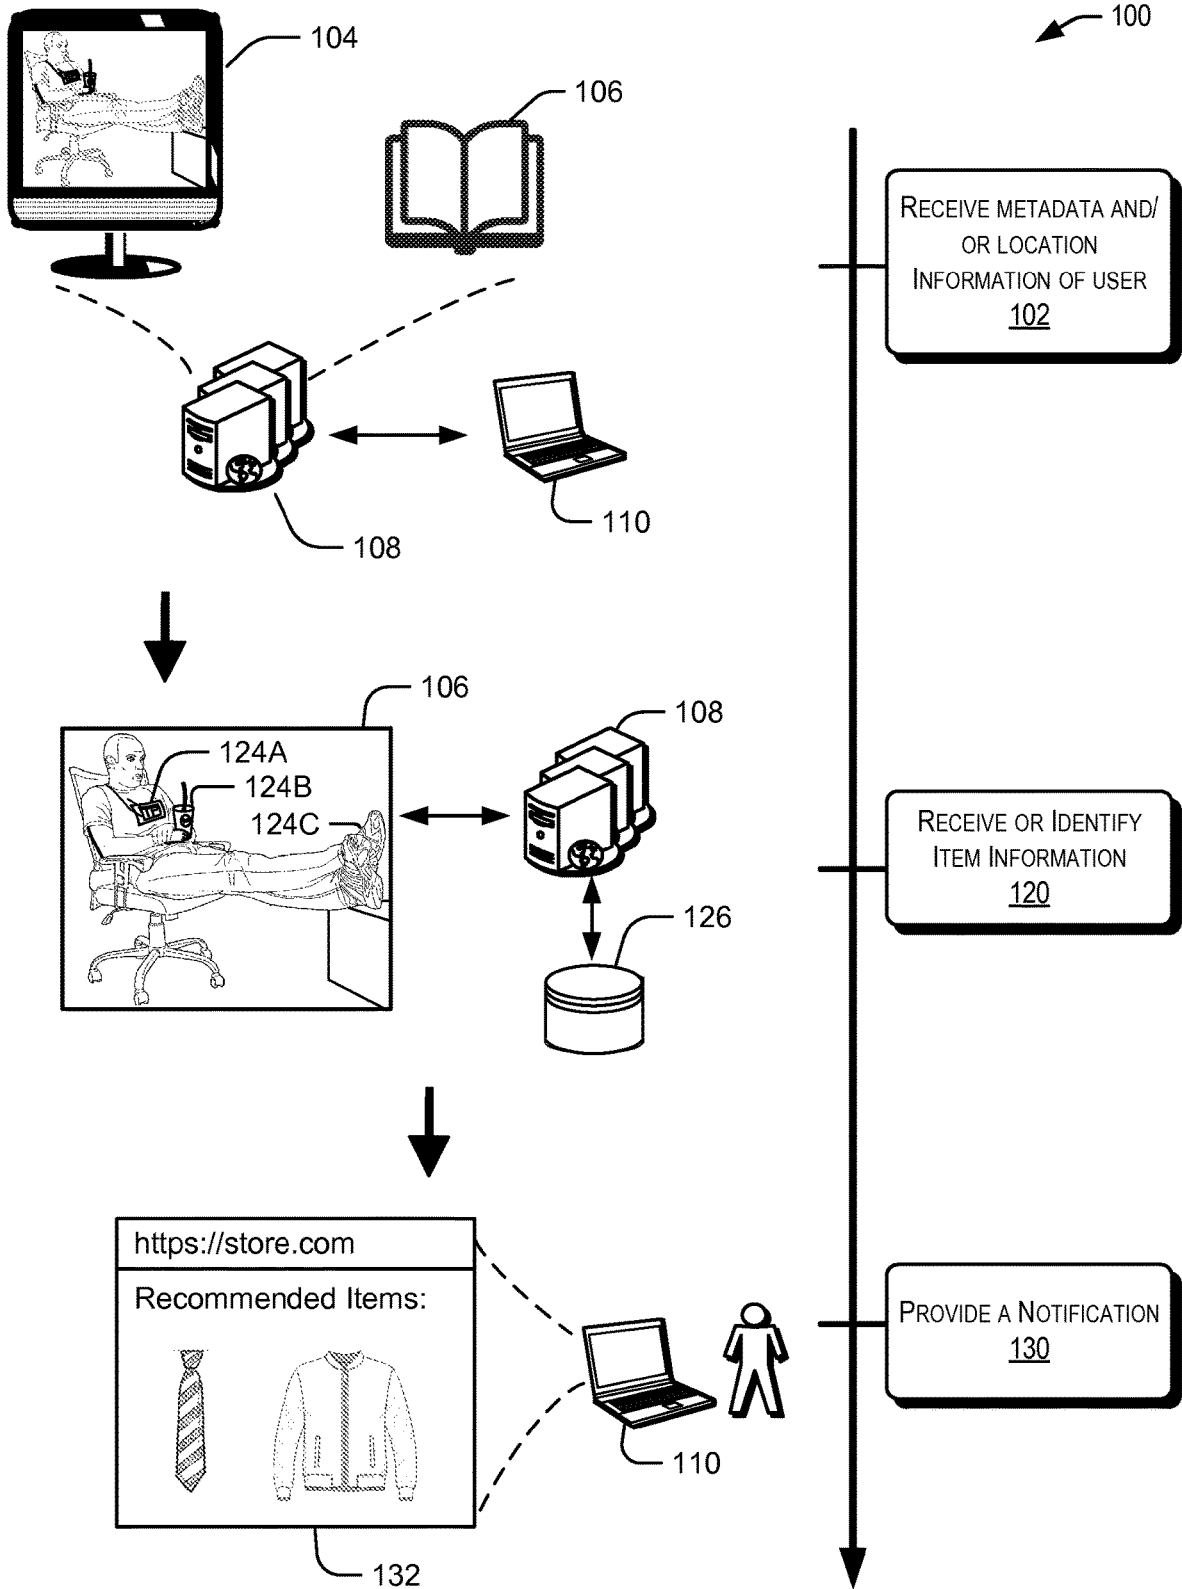 100
104
106
RECEIVE METADATA AND/
OR LOCATION
INFORMATION OF USER
102
110
108
106
108
124A
124B
124C
RECEIVE OR IDENTIFY
ITEM INFORMATION
120
126
https://store.com
Recommended Items:
PROVIDE A NOTIFICATION
130
110
132